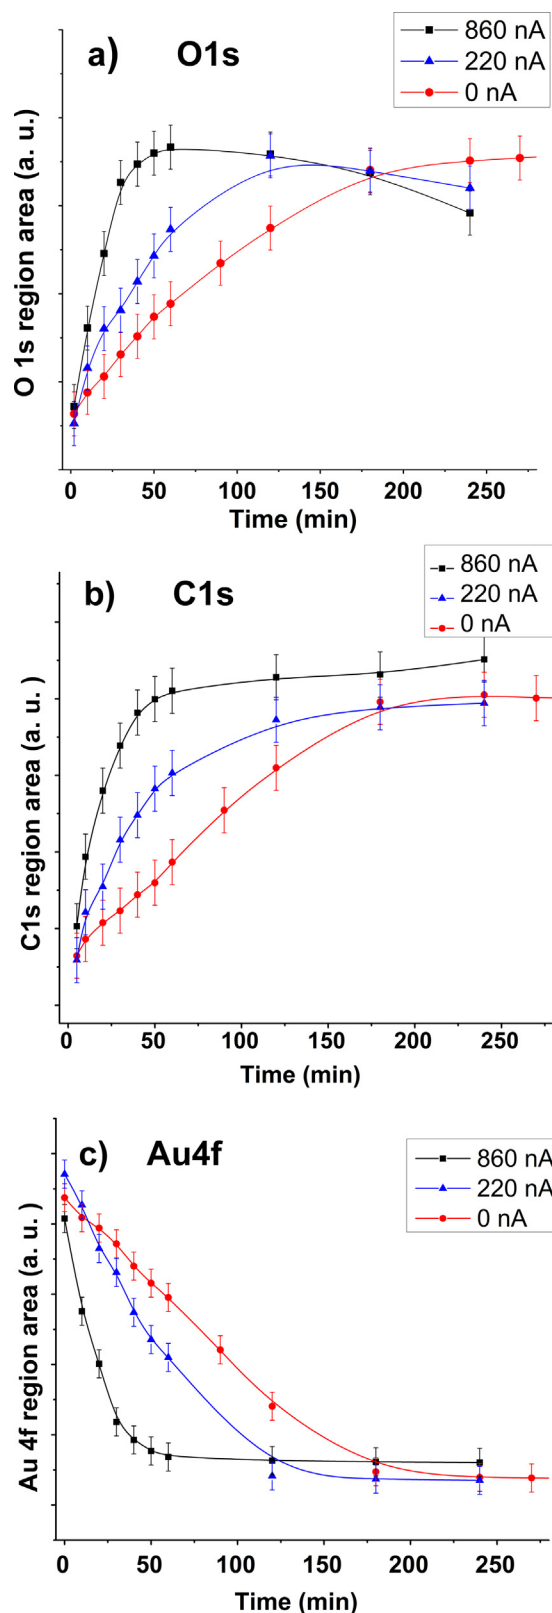 a) O1s
860 nA
220 nA
0 nA
O 1s region area (a. u.)
0 50 100 150 200 250
Time (min)
b) C1s
860 nA
220 nA
0 nA
C1s region area (a. u.)
0 50 100 150 200 250
Time (min)
c) Au4f
860 nA
220 nA
0 nA
Au 4f region area (a. u. )
0 50 100 150 200 250
Time (min)